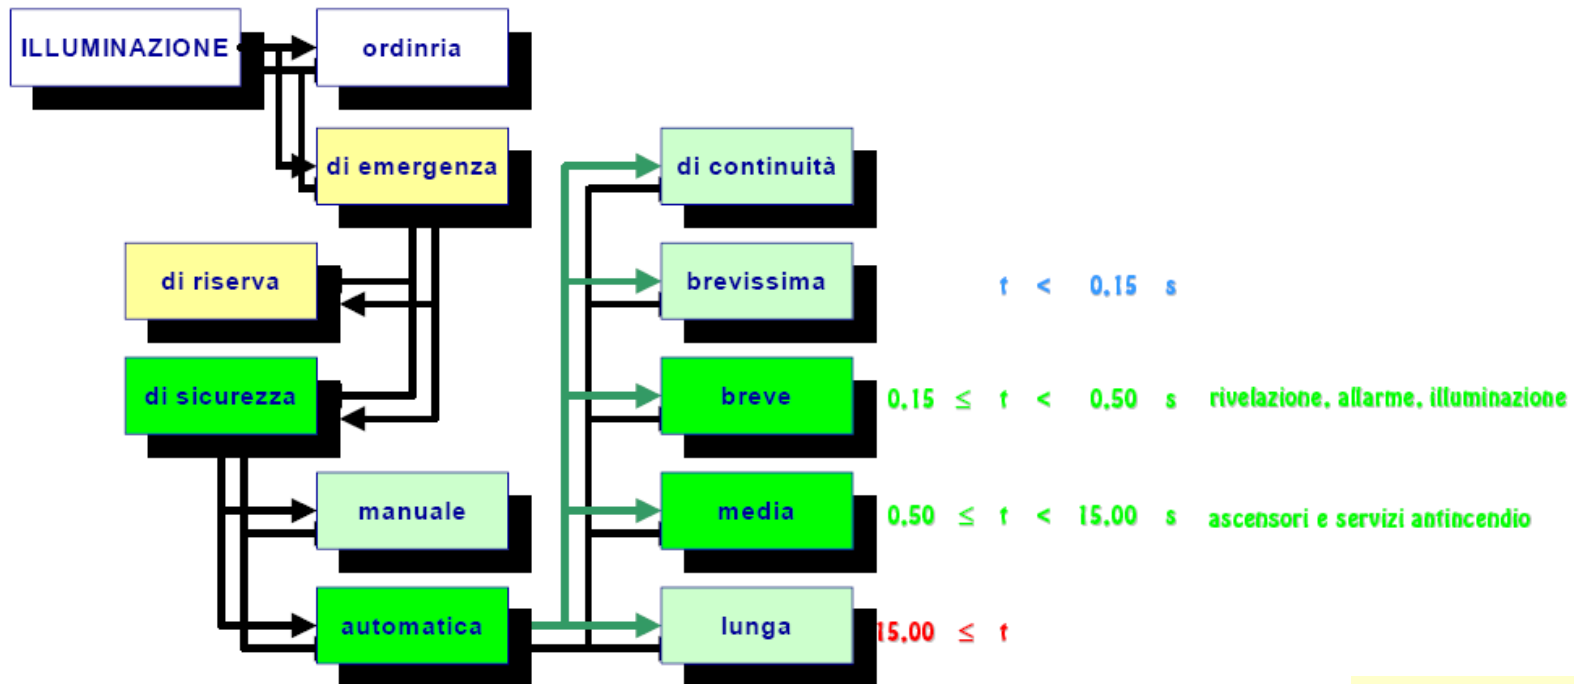 ILLUMINAZIONE ordinria
di emergenza di continuità
di riserva brevissima t < 0.15 s
di sicurezza breve 0.15 ≤ t < 0.50 s rivelazione, allarme, illuminazione
manuale media 0.50 ≤ t < 15.00 s ascensori e servizi antincendio
automatica lunga 15.00 ≤ t